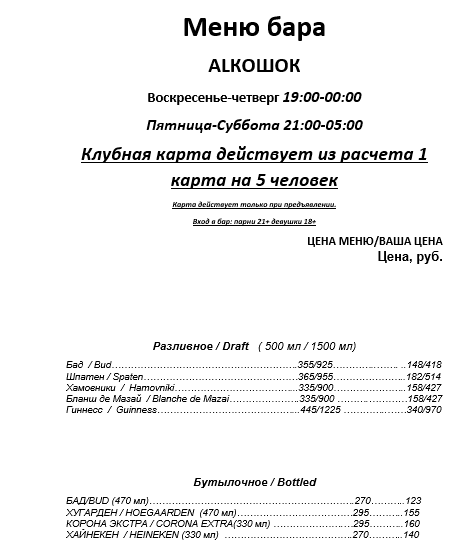 Меню бара
ALКОШОК
Воскресенье-четверг 19:00-00:00
Пятница-Суббота 21:00-05:00
Клубная карта действует из расчета 1
карта на 5 человек
Карта действует только при предъявлении.
Вход в бар: парни 21+ девушки 18+
ЦЕНА МЕНЮ/ВАША ЦЕНА
Цена, руб.
Разливное / Draft ( 500 мл / 1500 мл)
Бад / Bud…………………………………………………………355/925…………….. ..148/418
Шпатен / Spaten…………………………………………………365/955……………………182/514
Хамовники / Hamovniki…………………………………………335/900……………………158/427
Бланш де Мазай / Blanche de Mazai……………………335/900 …………………158/427
Гиннесс / Guinness…………………………………………..445/1225 …………………340/970
Бутылочное / Bottled
БАД/BUD (470 мл)………………………………………………………270………..123
ХУГАРДЕН / HOEGAARDEN (470 мл)………………………………295………..155
КОРОНА ЭКСТРА / CORONA EXTRA(330 мл) ……………………..295………..160
ХАЙНЕКЕН / HEINEKEN (330 мл) …………………………………270………..140